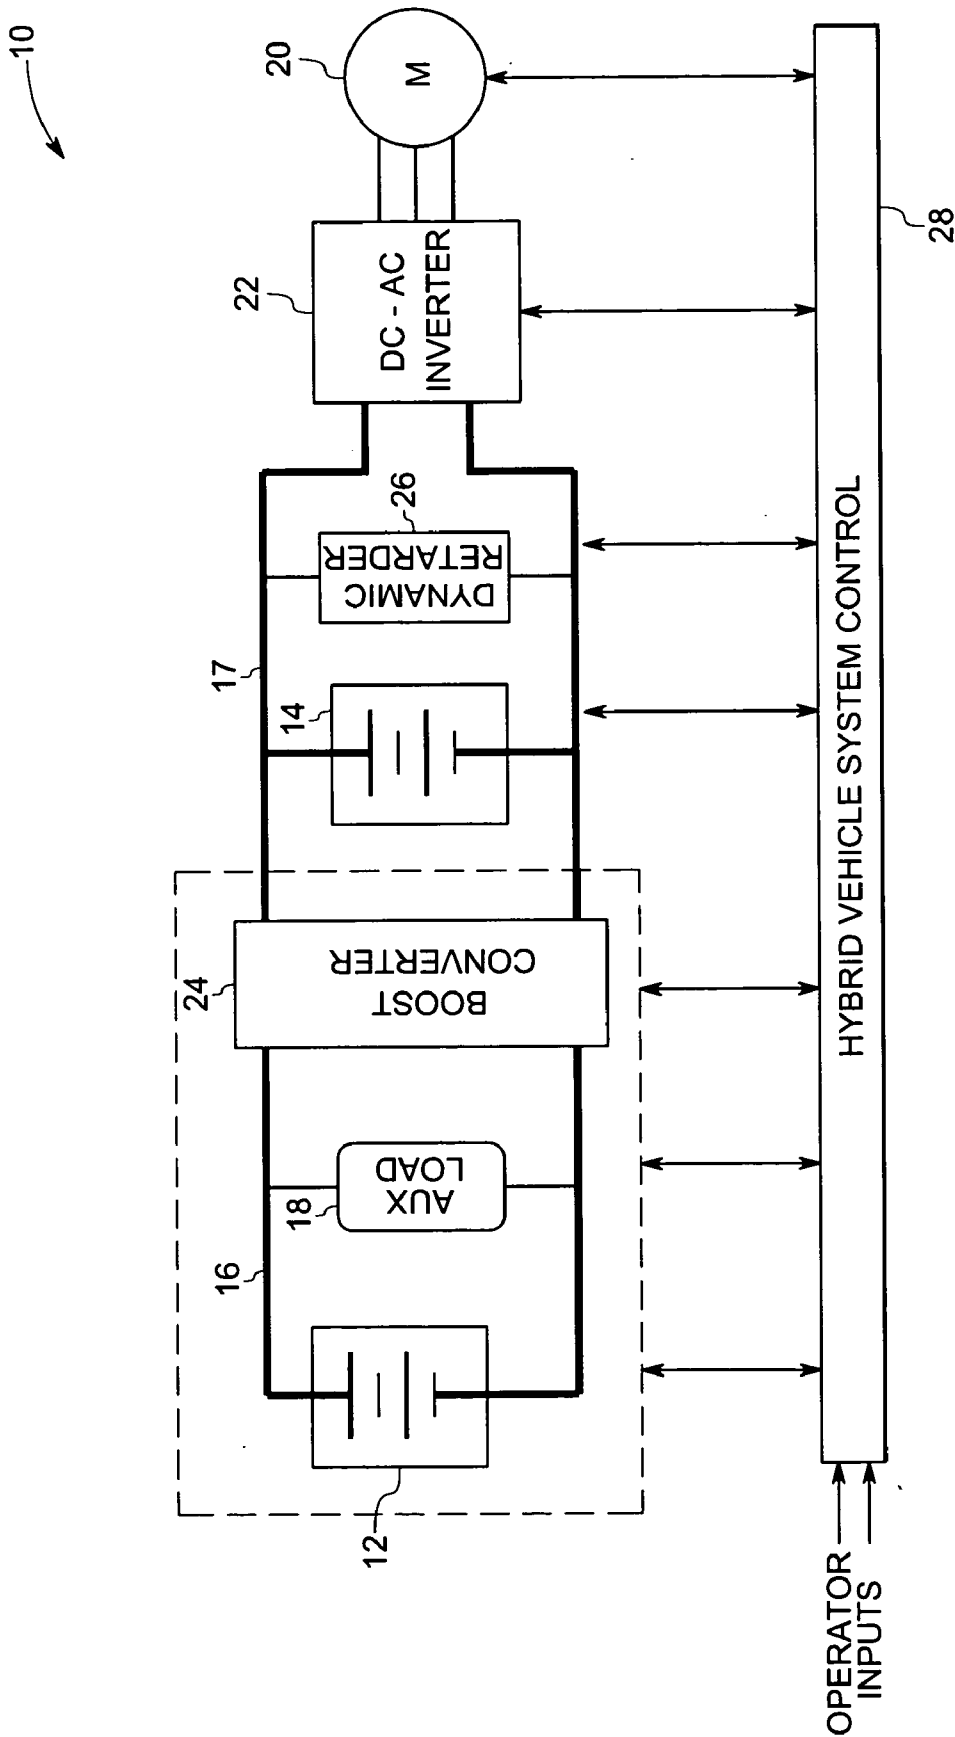 10
20
M
22
DC - AC
INVERTER
26
DYNAMIC
RETARDER
17
14
24
BOOST
CONVERTER
18
AUX
LOAD
16
12
28
HYBRID VEHICLE SYSTEM CONTROL
OPERATOR
INPUTS